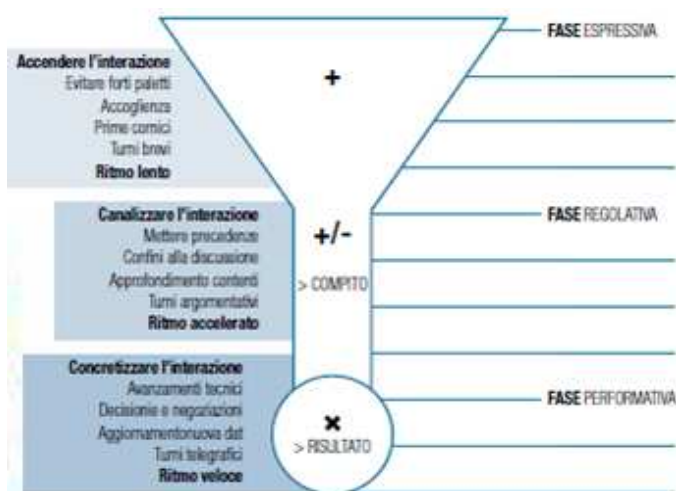 FASE ESPRESSIVA
Accendere l'interazione
Evitare forti paletti
Accoglienza
Prime cornici
Turni brevi
Ritmo lento
+
Canalizzare l'interazione
Mettere precedenze
Confini alla discussione
Approfondimento contenti
Turni argomentativi
Ritmo accelerato
+/-
> COMPITO
FASE REGOLATIVA
Concretizzare l'interazione
Avanzamenti tecnici
Decisioni e negoziazioni
Aggiornamentonuova dat
Turni telegrafici
Ritmo veloce
×
> RISULTATO
FASE PERFORMATIVA